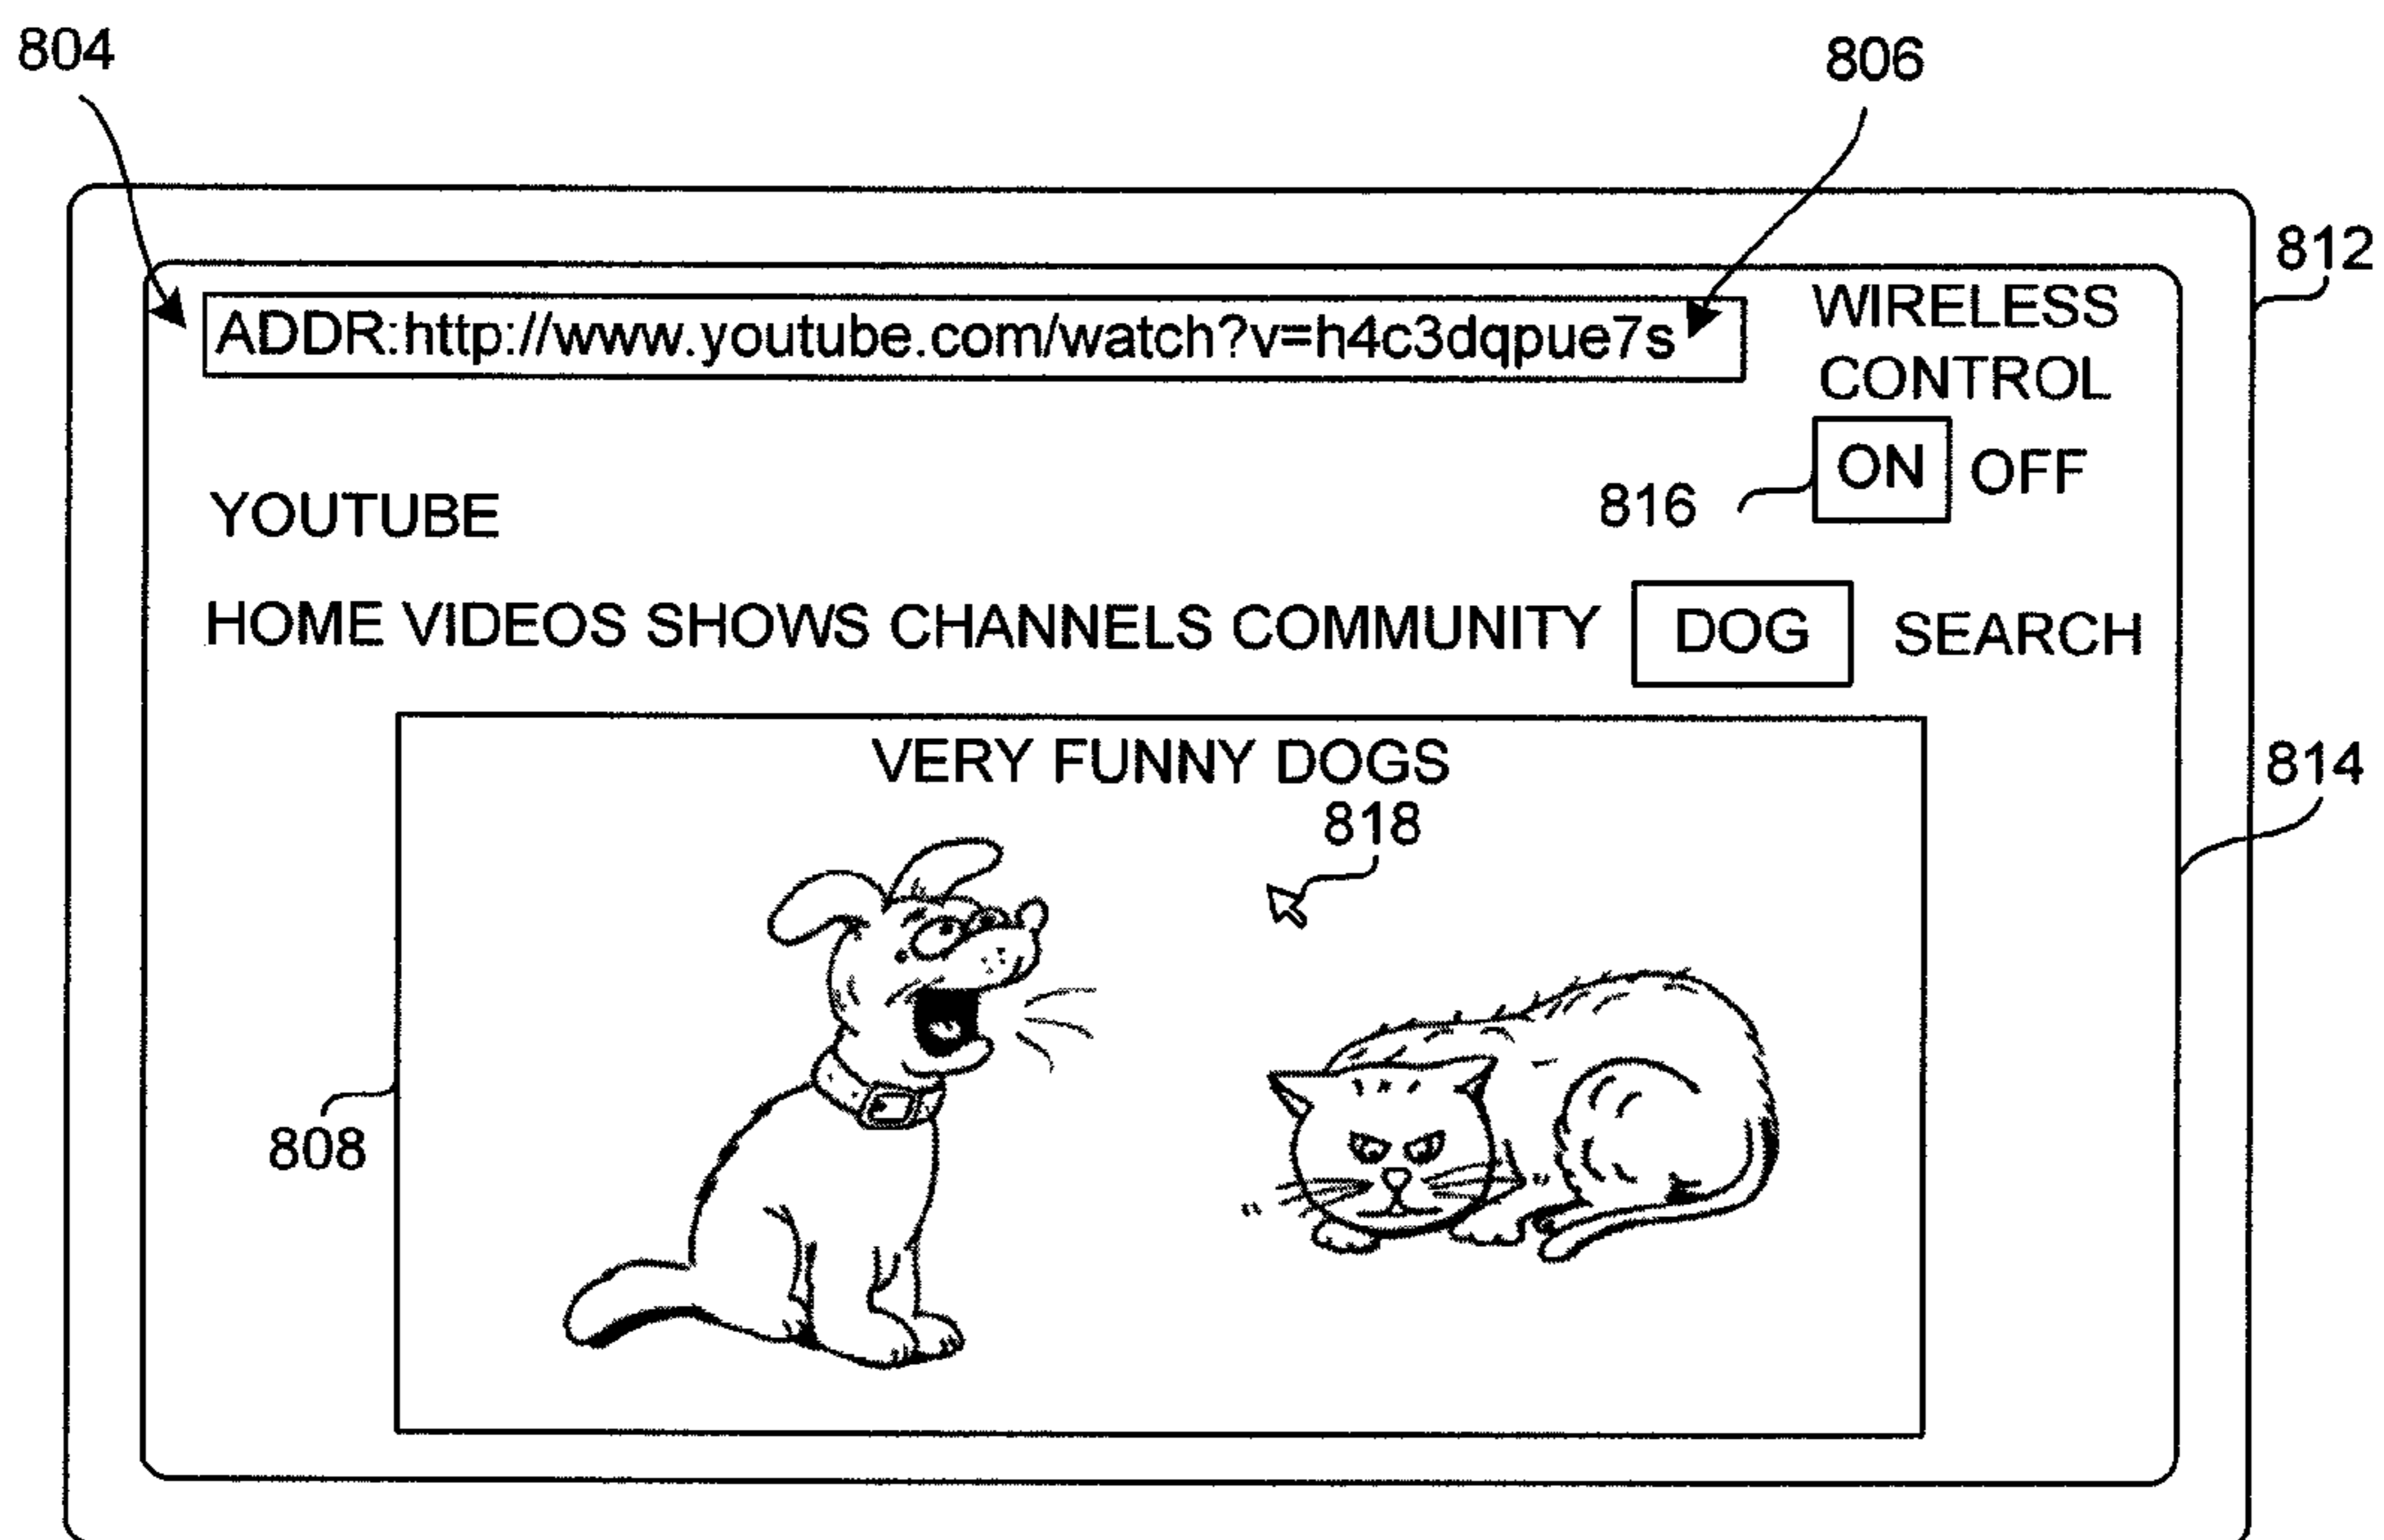 804
806
812
ADDR:http://www.youtube.com/watch?v=h4c3dqpue7s
WIRELESS
CONTROL
ON OFF
816
YOUTUBE
HOME VIDEOS SHOWS CHANNELS COMMUNITY DOG SEARCH
VERY FUNNY DOGS
814
818
808